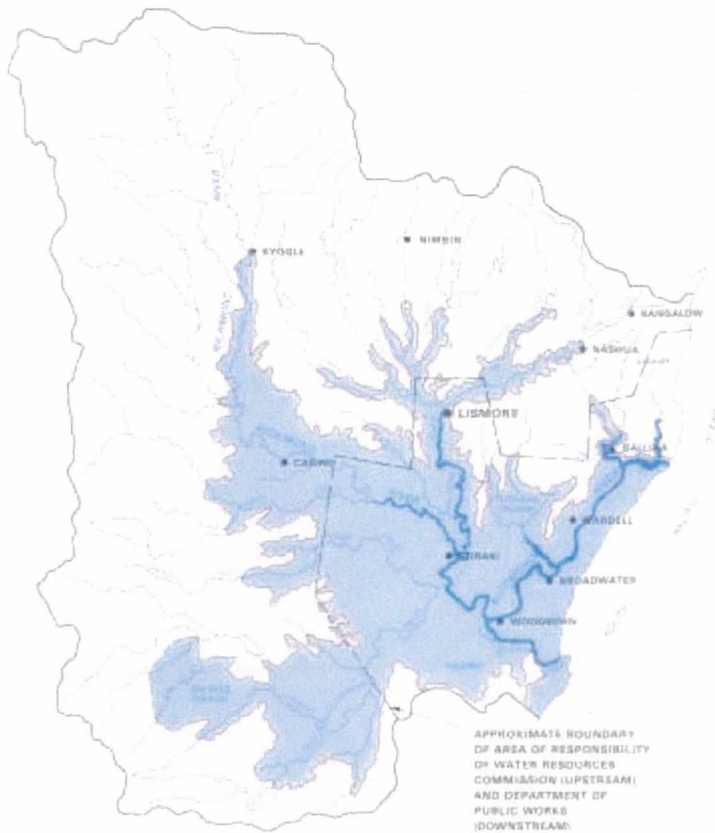 KYOGLE
NIMBIN
BANGALOW
NASHUA
LISMORE
CASINO
BALLINA
WARDELL
CORAKI
BROADWATER
WOODBURN
APPROXIMATE BOUNDARY
OF AREA OF RESPONSIBILITY
OF WATER RESOURCES
COMMISSION (UPSTREAM)
AND DEPARTMENT OF
PUBLIC WORKS
(DOWNSTREAM)